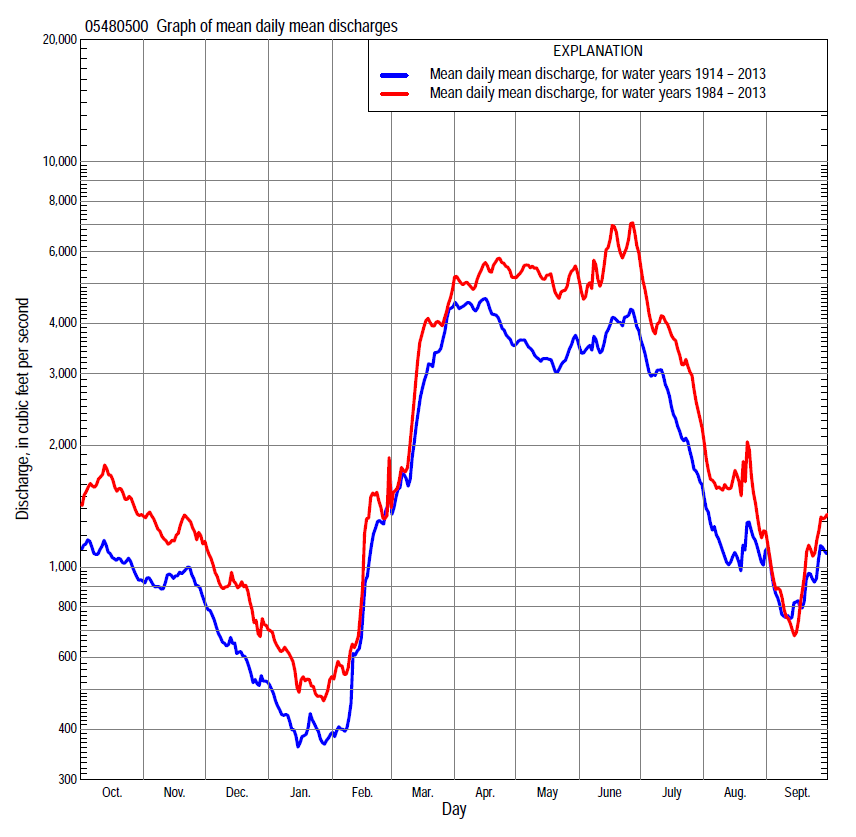 05480500 Graph of mean daily mean discharges
EXPLANATION
Mean daily mean discharge, for water years 1914 – 2013
Mean daily mean discharge, for water years 1984 – 2013
Discharge, in cubic feet per second
20,000
10,000
8,000
6,000
4,000
3,000
2,000
1,000
800
600
400
300
Oct. Nov. Dec. Jan. Feb. Mar. Apr. May June July Aug. Sept.
Day